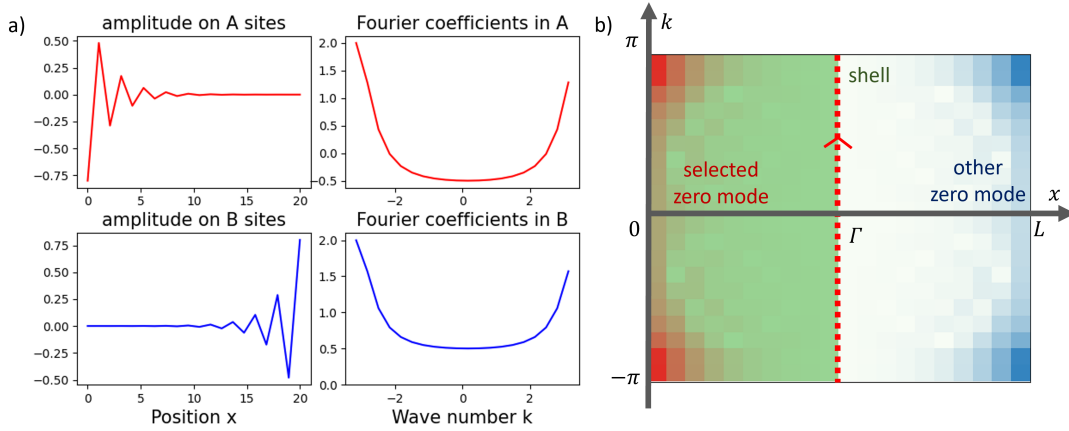 a)
amplitude on A sites
0.50
0.25
0.00
−0.25
−0.50
−0.75
0
5
10
15
20
Fourier coefficients in A
2.0
1.5
1.0
0.5
0.0
−0.5
−2
0
2
amplitude on B sites
0.75
0.50
0.25
0.00
−0.25
−0.50
0
5
10
15
20
Position x
Fourier coefficients in B
2.0
1.5
1.0
0.5
0.0
−2
0
2
Wave number k
b)
k
π
shell
selected
zero mode
other
zero mode
x
0
Γ
L
−π